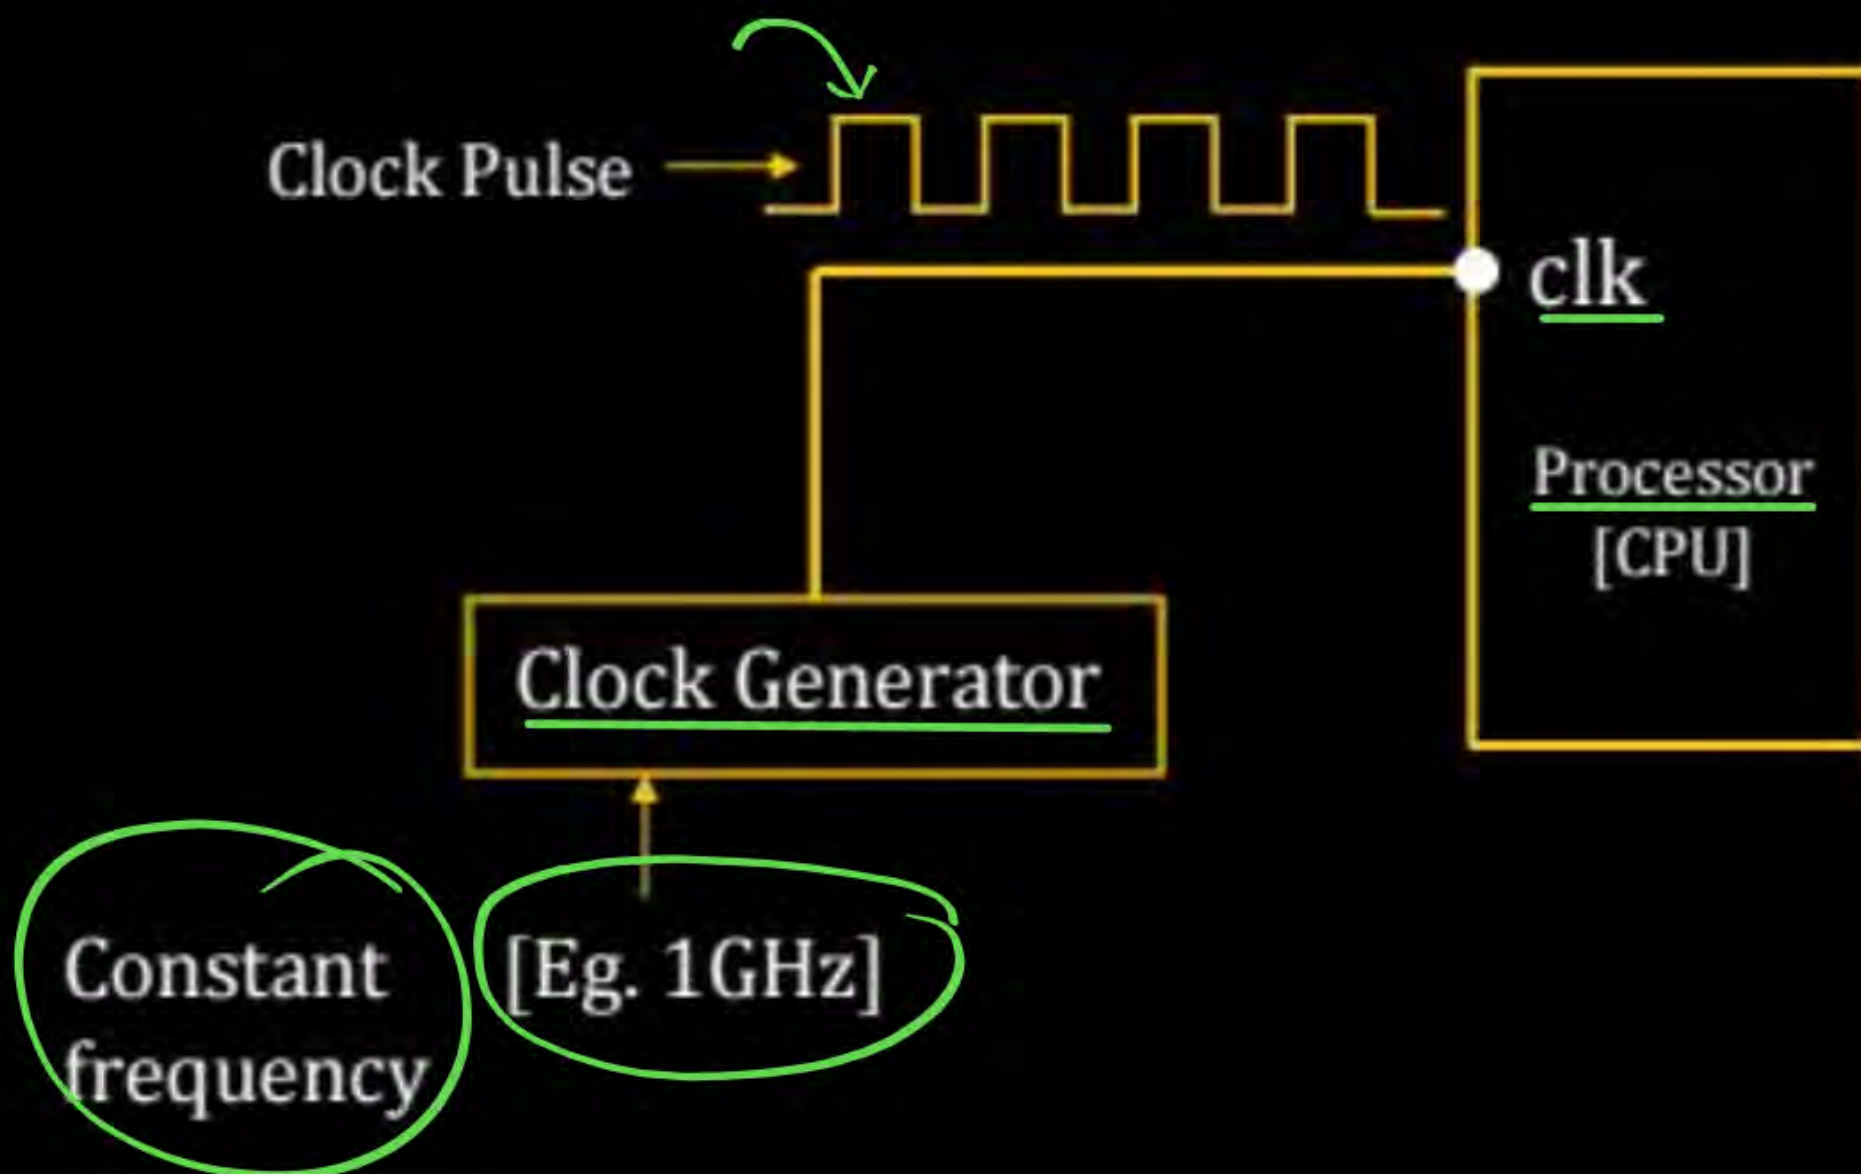 Clock Pulse
clk
Processor
[CPU]
Clock Generator
Constant [Eg. 1GHz]
frequency